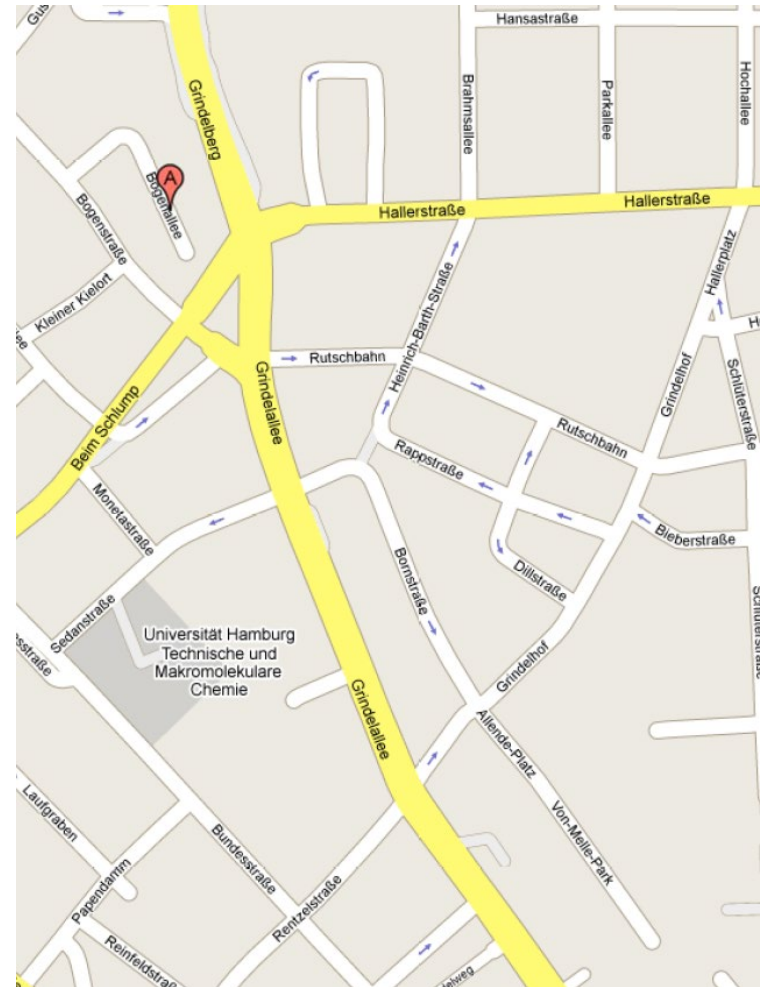 Hansastraße
Grindelberg
Brahmsallee
Parkallee
Hochallee
A
Bogenallee
Bogenstraße
Hallerstraße
Hallerstraße
Kleiner Kielort
Hallerplatz
Heinrich-Barth-Straße
Rutschbahn
Grindelallee
Grindelhof
Schlüterstraße
Beim Schlump
Rutschbahn
Rappstraße
Monetastraße
Bieberstraße
Bornstraße
Dillstraße
Sedanstraße
Universität Hamburg
Technische und
Makromolekulare
Chemie
Schlüterstraße
Grindelhof
Grindelallee
Allende-Platz
Von-Melle-Park
Laufgraben
Bundesstraße
Papendamm
Rentzelstraße